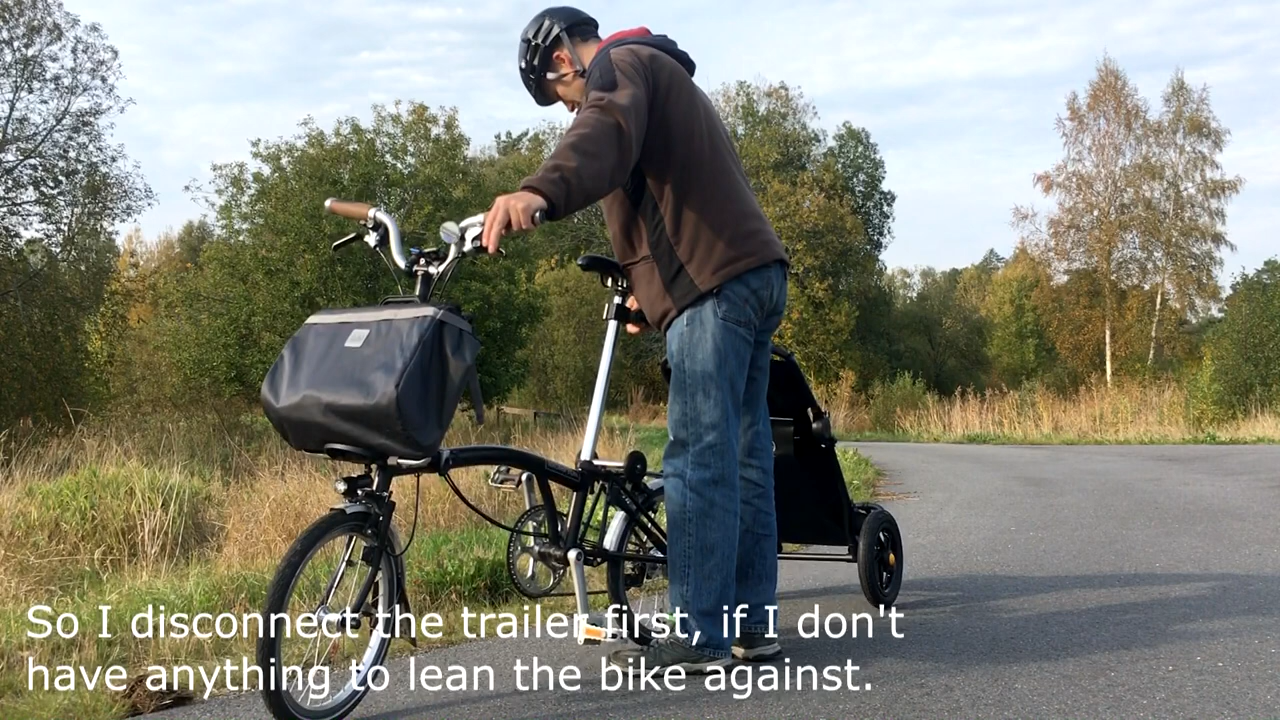 So I disconnect the trailer first, if I don't
have anything to lean the bike against.